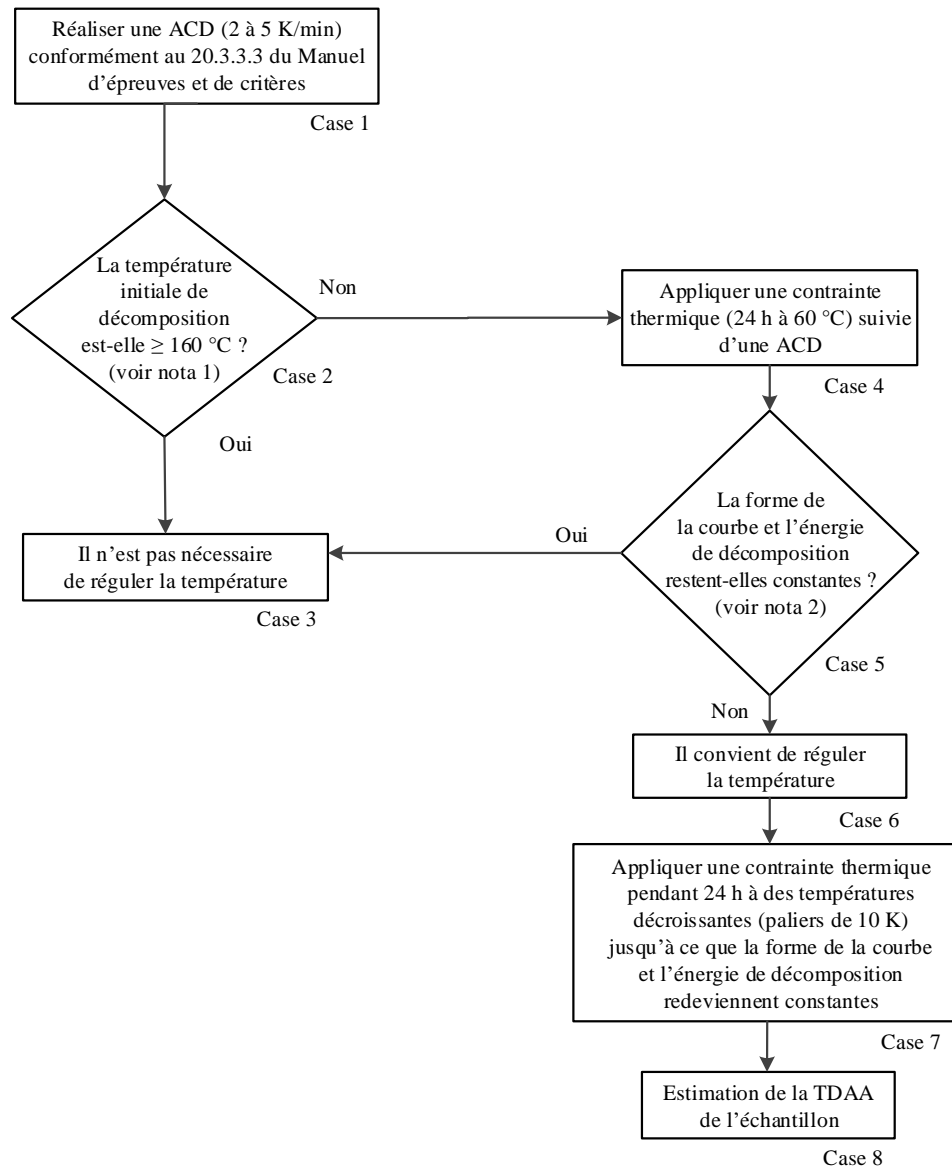 Réaliser une ACD (2 à 5 K/min)
conformément au 20.3.3.3 du Manuel
d’épreuves et de critères
Case 1
La température
initiale de
décomposition
est-elle ≥ 160 °C ?
(voir nota 1)
Case 2
Non
Oui
Appliquer une contrainte
thermique (24 h à 60 °C) suivie
d’une ACD
Case 4
La forme de
la courbe et l’énergie
de décomposition
restent-elles constantes ?
(voir nota 2)
Case 5
Oui
Il n’est pas nécessaire
de réguler la température
Case 3
Non
Il convient de réguler
la température
Case 6
Appliquer une contrainte thermique
pendant 24 h à des températures
décroissantes (paliers de 10 K)
jusqu’à ce que la forme de la courbe
et l’énergie de décomposition
redeviennent constantes
Case 7
Estimation de la TDAA
de l’échantillon
Case 8